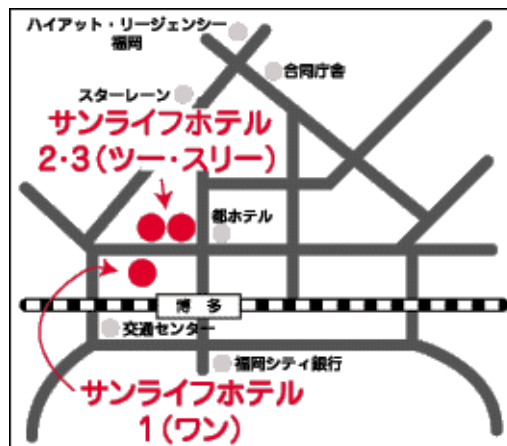 ハイアット・リージェンシー
福岡
合同庁舎
スターレーン
サンライフホテル
2・3(ツー・スリー)
都ホテル
博多
交通センター
福岡シティ銀行
サンライフホテル
1(ワン)